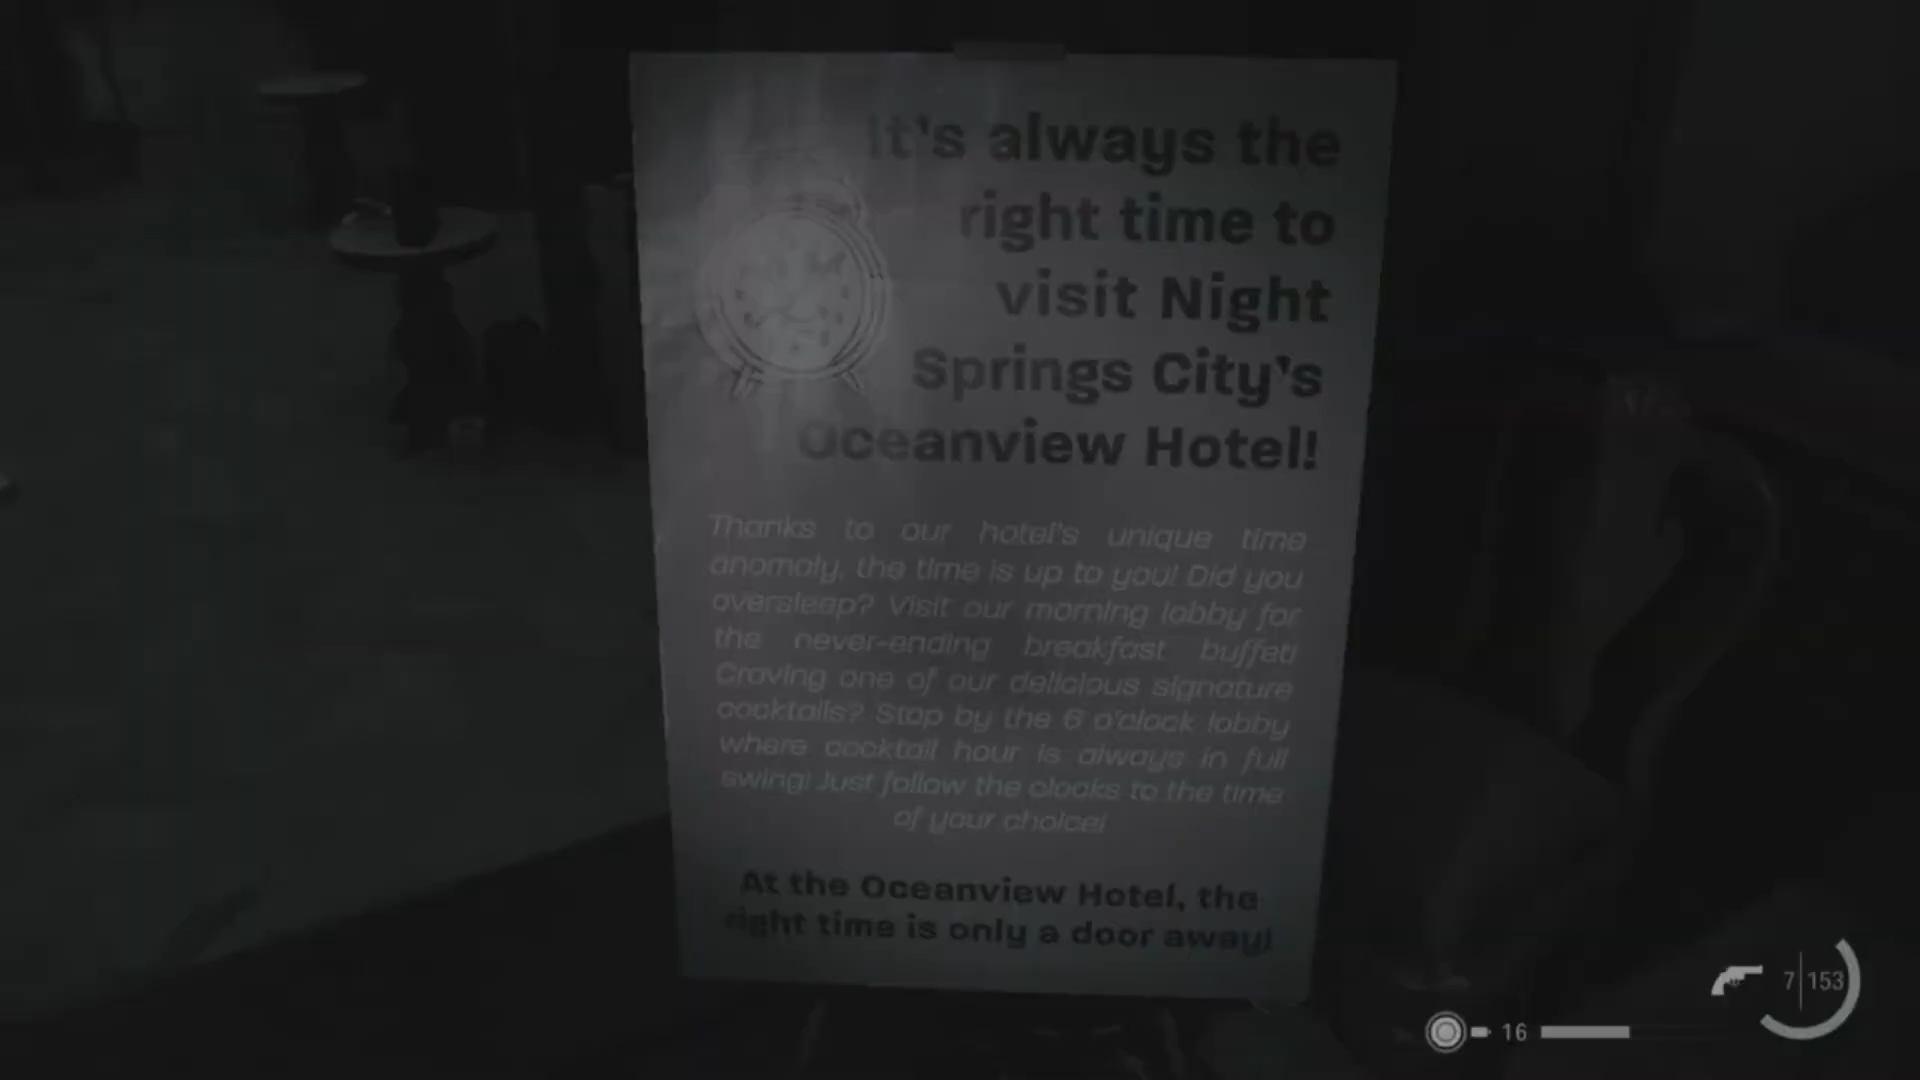 It's always the
right time to
visit Night
Springs City's
Oceanview Hotel!
Thanks to our hotel's unique time
anomaly, the time is up to you! Did you
oversleep? Visit our morning lobby for
the never-ending breakfast buffet!
Craving one of our delicious signature
cocktails? Stop by the 6 o'clock lobby
where cocktail hour is always in full
swing! Just follow the clocks to the time
of your choice!
At the Oceanview Hotel, the
right time is only a door away!
7 153
16